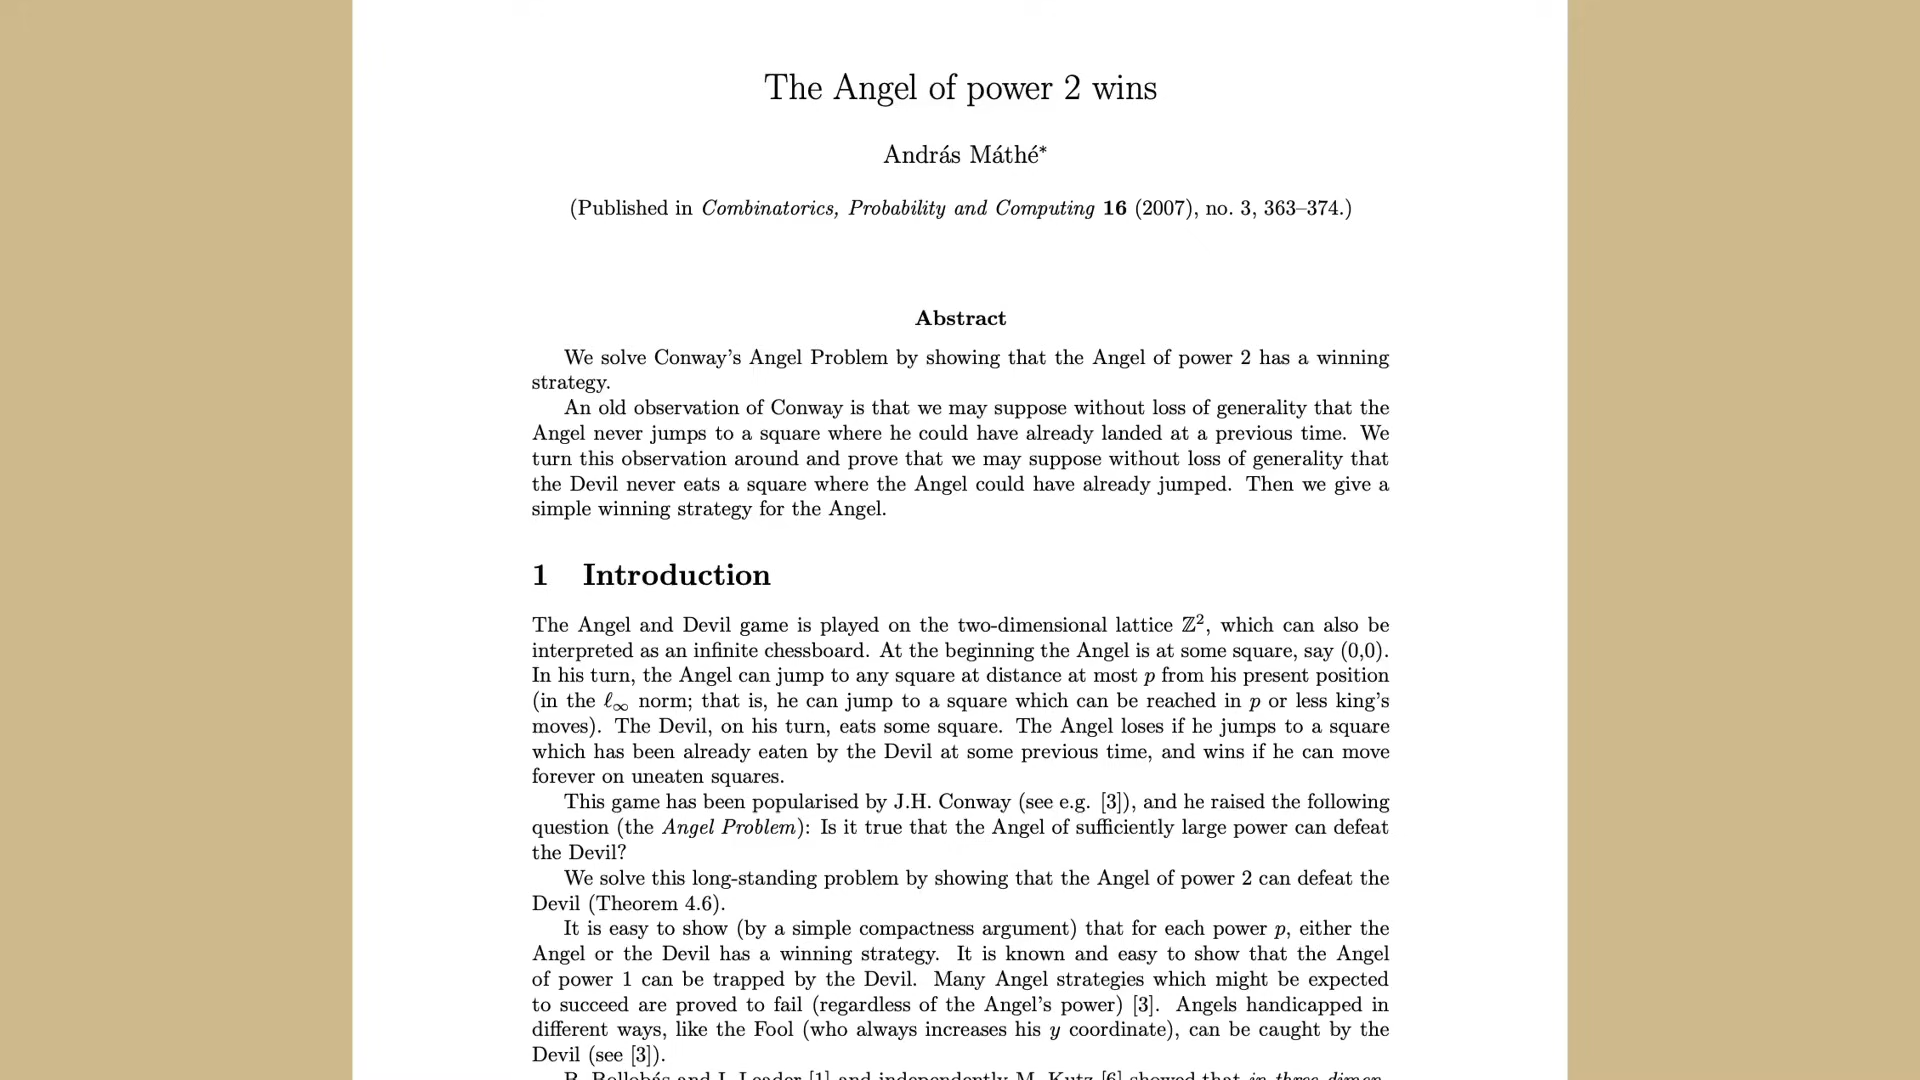 The Angel of power 2 wins
András Máthé*
(Published in Combinatorics, Probability and Computing 16 (2007), no. 3, 363–374.)
Abstract
We solve Conway's Angel Problem by showing that the Angel of power 2 has a winning
strategy.
An old observation of Conway is that we may suppose without loss of generality that the
Angel never jumps to a square where he could have already landed at a previous time. We
turn this observation around and prove that we may suppose without loss of generality that
the Devil never eats a square where the Angel could have already jumped. Then we give a
simple winning strategy for the Angel.
1 Introduction
The Angel and Devil game is played on the two-dimensional lattice ℤ², which can also be
interpreted as an infinite chessboard. At the beginning the Angel is at some square, say (0,0).
In his turn, the Angel can jump to any square at distance at most p from his present position
(in the ℓ∞ norm; that is, he can jump to a square which can be reached in p or less king's
moves). The Devil, on his turn, eats some square. The Angel loses if he jumps to a square
which has been already eaten by the Devil at some previous time, and wins if he can move
forever on uneaten squares.
This game has been popularised by J.H. Conway (see e.g. [3]), and he raised the following
question (the Angel Problem): Is it true that the Angel of sufficiently large power can defeat
the Devil?
We solve this long-standing problem by showing that the Angel of power 2 can defeat the
Devil (Theorem 4.6).
It is easy to show (by a simple compactness argument) that for each power p, either the
Angel or the Devil has a winning strategy. It is known and easy to show that the Angel
of power 1 can be trapped by the Devil. Many Angel strategies which might be expected
to succeed are proved to fail (regardless of the Angel's power) [3]. Angels handicapped in
different ways, like the Fool (who always increases his y coordinate), can be caught by the
Devil (see [3]).
B. Bollobás and I. Leader [1] and independently M. Kutz [6] showed that in three dimen-